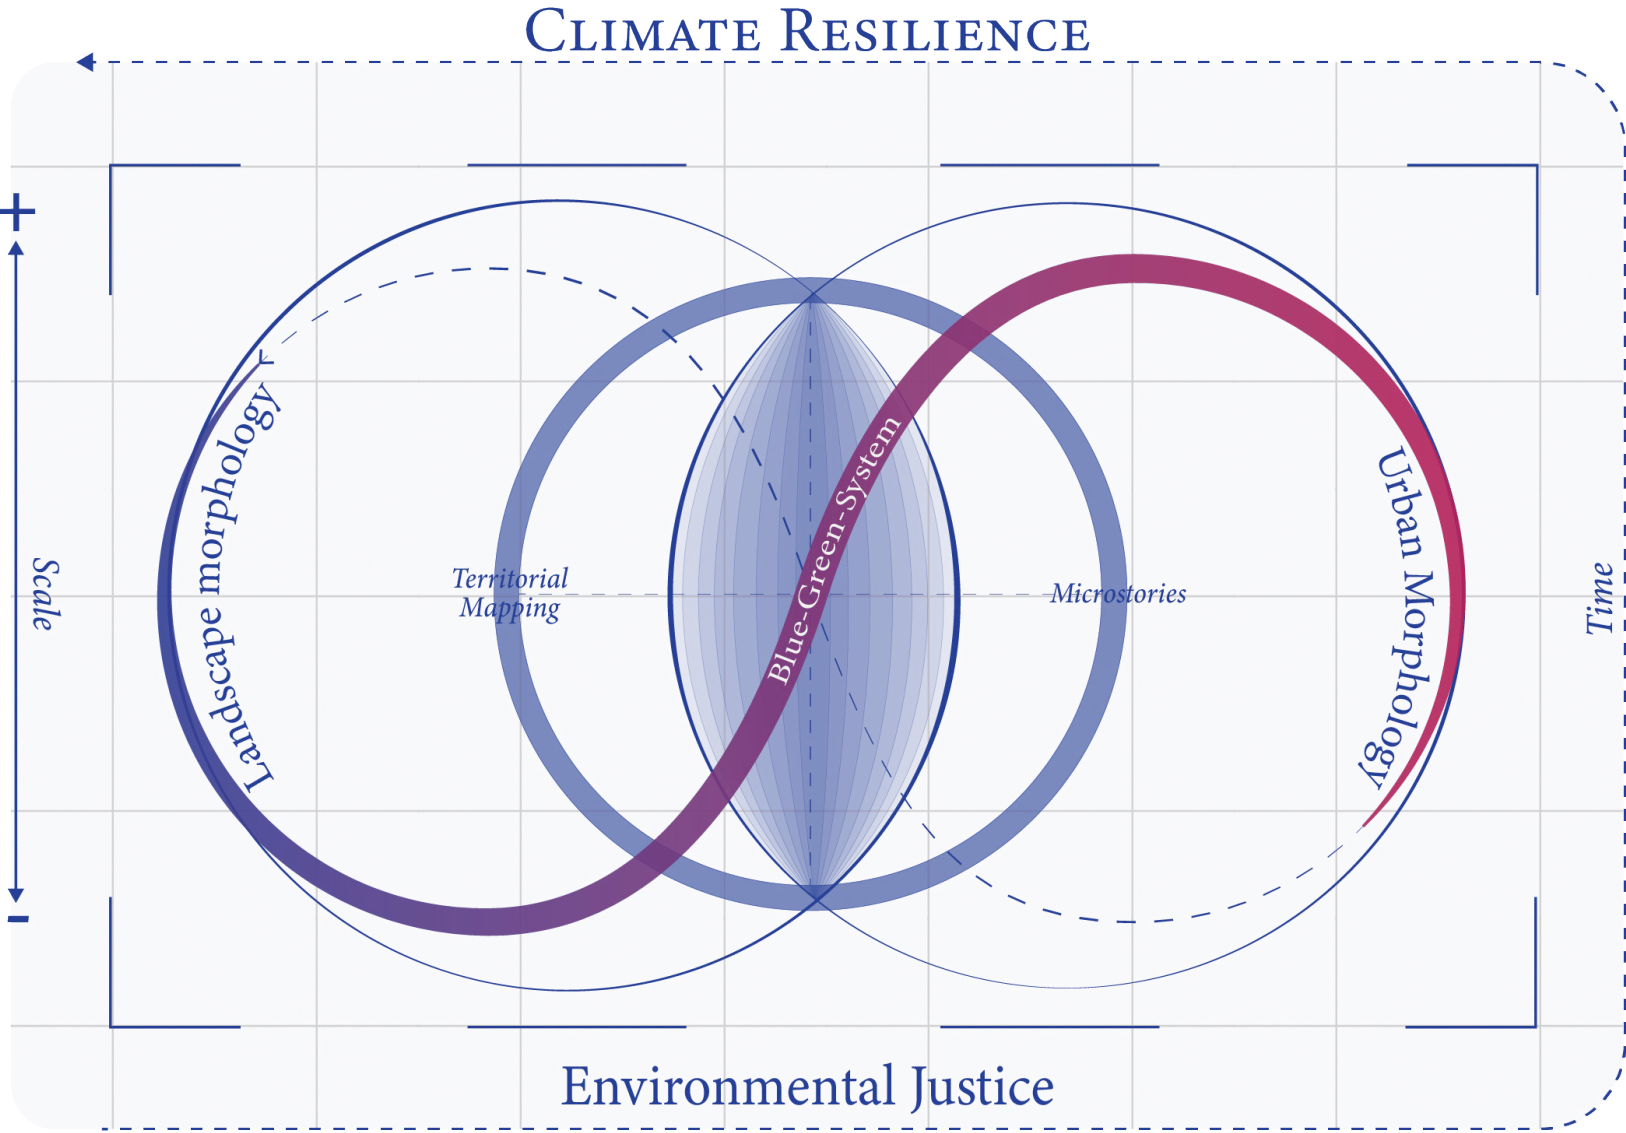 CLIMATE RESILIENCE
+
Scale
-
Landscape morphology
Territorial
Mapping
Blue-Green-System
Microstories
Urban Morphology
Time
Environmental Justice